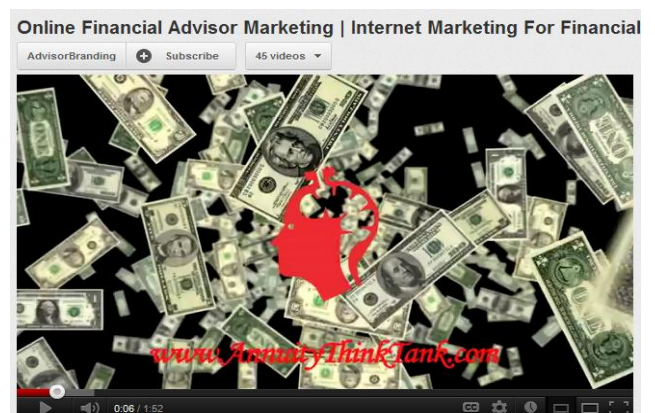 Online Financial Advisor Marketing | Internet Marketing For Financial
AdvisorBranding Subscribe 45 videos
www.AnnuityThinkTank.com
0:06 / 1:52
CC